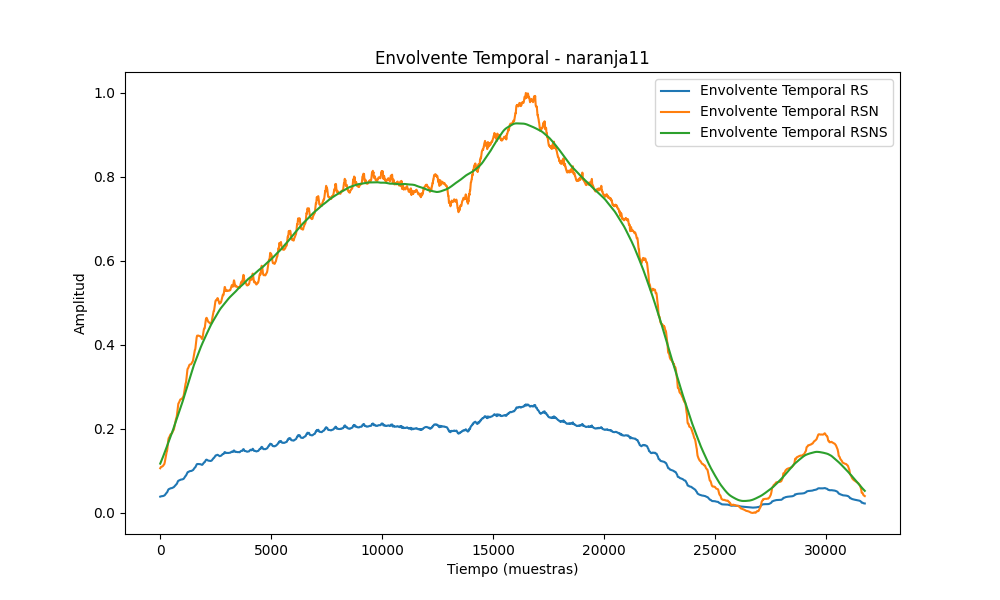 Envolvente Temporal - naranja11
Envolvente Temporal RS
Envolvente Temporal RSN
Envolvente Temporal RSNS
Amplitud
1.0
0.8
0.6
0.4
0.2
0.0
0 5000 10000 15000 20000 25000 30000
Tiempo (muestras)